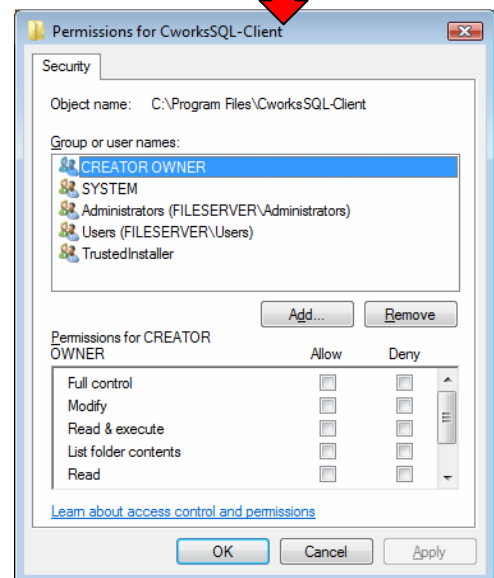 Permissions for CworksSQL-Client
Security
Object name: C:\Program Files\CworksSQL-Client
Group or user names:
CREATOR OWNER
SYSTEM
Administrators (FILESERVER\Administrators)
Users (FILESERVER\Users)
TrustedInstaller
Add... Remove
Permissions for CREATOR
OWNER Allow Deny
Full control
Modify
Read & execute
List folder contents
Read
Learn about access control and permissions
OK Cancel Apply